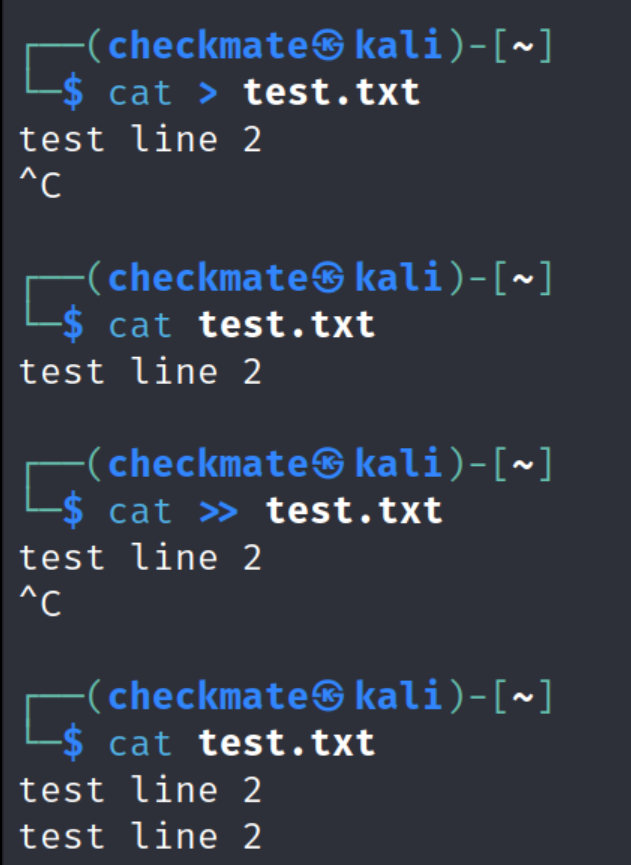 ┌──(checkmate㉿kali)-[~]
└─$ cat > test.txt
test line 2
^C
┌──(checkmate㉿kali)-[~]
└─$ cat test.txt
test line 2
┌──(checkmate㉿kali)-[~]
└─$ cat >> test.txt
test line 2
^C
┌──(checkmate㉿kali)-[~]
└─$ cat test.txt
test line 2
test line 2